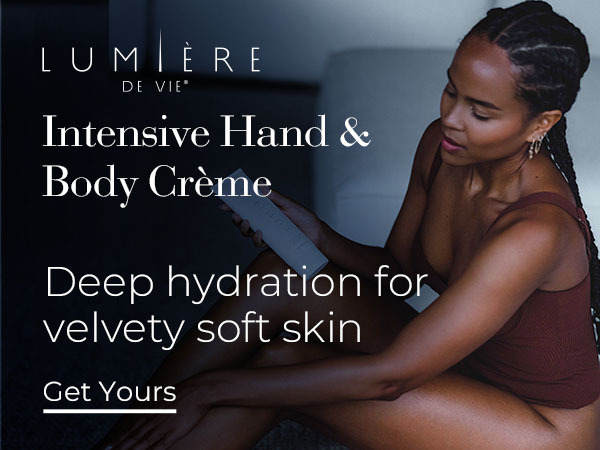 LUMIÈRE
DE VIE®
Intensive Hand &
Body Crème
Deep hydration for
velvety soft skin
Get Yours